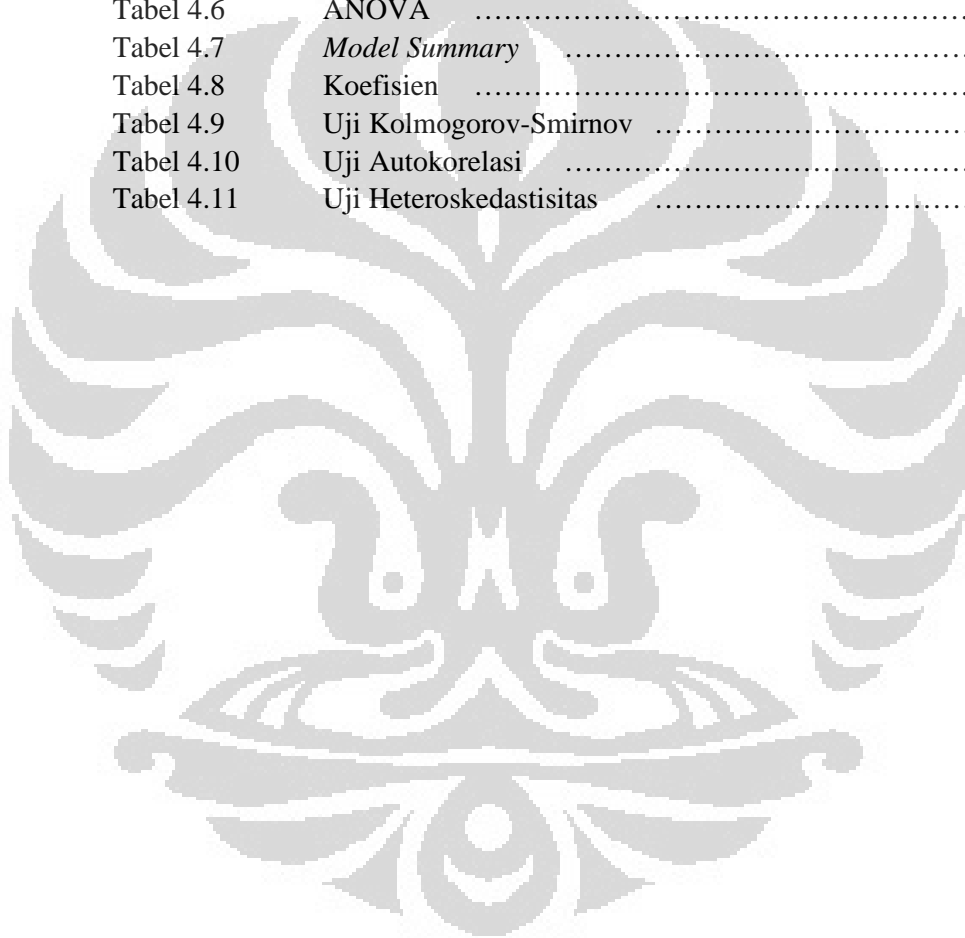 Tabel 4.6 ANOVA ………………………………………………
Tabel 4.7 Model Summary ………………………………………
Tabel 4.8 Koefisien ………………………………………………
Tabel 4.9 Uji Kolmogorov-Smirnov ……………………………
Tabel 4.10 Uji Autokorelasi ………………………………………
Tabel 4.11 Uji Heteroskedastisitas ……………………………